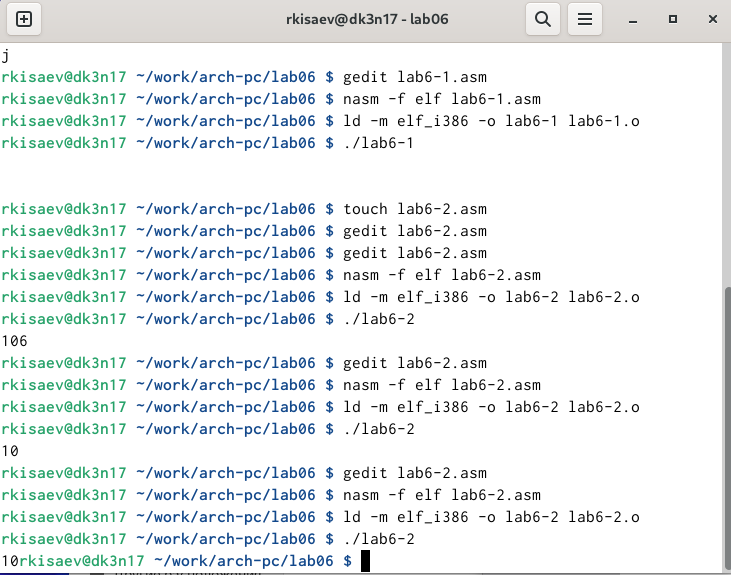 rkisaev@dk3n17 - lab06
j
rkisaev@dk3n17 ~/work/arch-pc/lab06 $ gedit lab6-1.asm
rkisaev@dk3n17 ~/work/arch-pc/lab06 $ nasm -f elf lab6-1.asm
rkisaev@dk3n17 ~/work/arch-pc/lab06 $ ld -m elf_i386 -o lab6-1 lab6-1.o
rkisaev@dk3n17 ~/work/arch-pc/lab06 $ ./lab6-1
rkisaev@dk3n17 ~/work/arch-pc/lab06 $ touch lab6-2.asm
rkisaev@dk3n17 ~/work/arch-pc/lab06 $ gedit lab6-2.asm
rkisaev@dk3n17 ~/work/arch-pc/lab06 $ gedit lab6-2.asm
rkisaev@dk3n17 ~/work/arch-pc/lab06 $ nasm -f elf lab6-2.asm
rkisaev@dk3n17 ~/work/arch-pc/lab06 $ ld -m elf_i386 -o lab6-2 lab6-2.o
rkisaev@dk3n17 ~/work/arch-pc/lab06 $ ./lab6-2
106
rkisaev@dk3n17 ~/work/arch-pc/lab06 $ gedit lab6-2.asm
rkisaev@dk3n17 ~/work/arch-pc/lab06 $ nasm -f elf lab6-2.asm
rkisaev@dk3n17 ~/work/arch-pc/lab06 $ ld -m elf_i386 -o lab6-2 lab6-2.o
rkisaev@dk3n17 ~/work/arch-pc/lab06 $ ./lab6-2
10
rkisaev@dk3n17 ~/work/arch-pc/lab06 $ gedit lab6-2.asm
rkisaev@dk3n17 ~/work/arch-pc/lab06 $ nasm -f elf lab6-2.asm
rkisaev@dk3n17 ~/work/arch-pc/lab06 $ ld -m elf_i386 -o lab6-2 lab6-2.o
rkisaev@dk3n17 ~/work/arch-pc/lab06 $ ./lab6-2
10rkisaev@dk3n17 ~/work/arch-pc/lab06 $